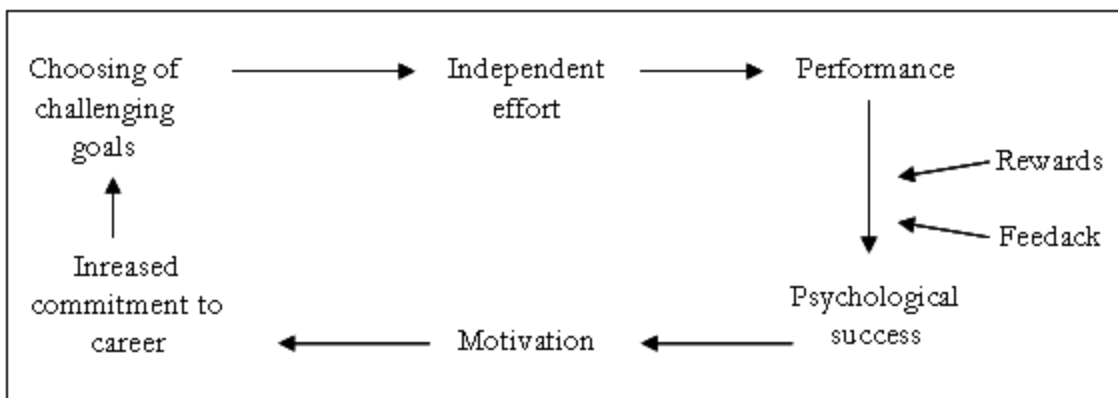 Choosing of
challenging
goals
Independent
effort
Performance
Rewards
Feedack
Psychological
success
Motivation
Inreased
commitment to
career